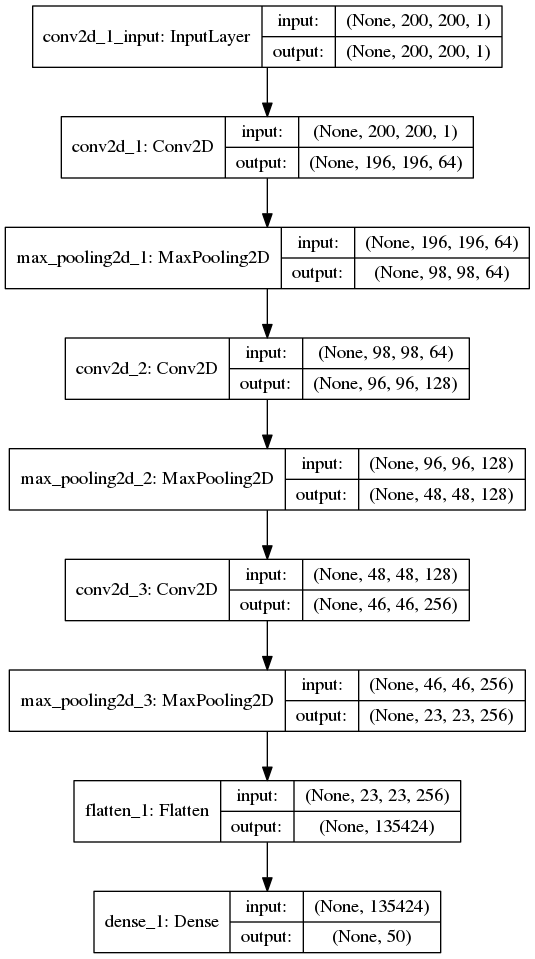 conv2d_1_input: InputLayer
input: (None, 200, 200, 1)
output: (None, 200, 200, 1)
conv2d_1: Conv2D
input: (None, 200, 200, 1)
output: (None, 196, 196, 64)
max_pooling2d_1: MaxPooling2D
input: (None, 196, 196, 64)
output: (None, 98, 98, 64)
conv2d_2: Conv2D
input: (None, 98, 98, 64)
output: (None, 96, 96, 128)
max_pooling2d_2: MaxPooling2D
input: (None, 96, 96, 128)
output: (None, 48, 48, 128)
conv2d_3: Conv2D
input: (None, 48, 48, 128)
output: (None, 46, 46, 256)
max_pooling2d_3: MaxPooling2D
input: (None, 46, 46, 256)
output: (None, 23, 23, 256)
flatten_1: Flatten
input: (None, 23, 23, 256)
output: (None, 135424)
dense_1: Dense
input: (None, 135424)
output: (None, 50)